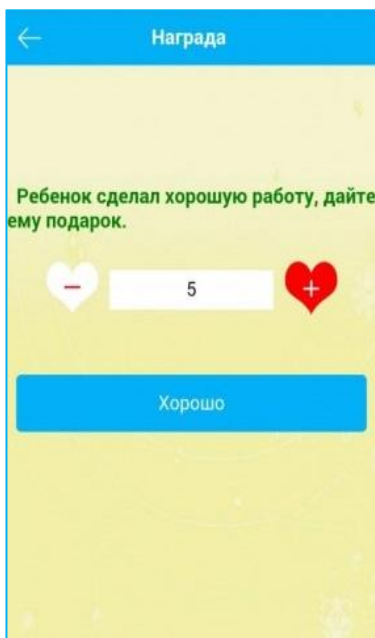 Награда
Ребенок сделал хорошую работу, дайте
ему подарок.
− 5 +
Хорошо